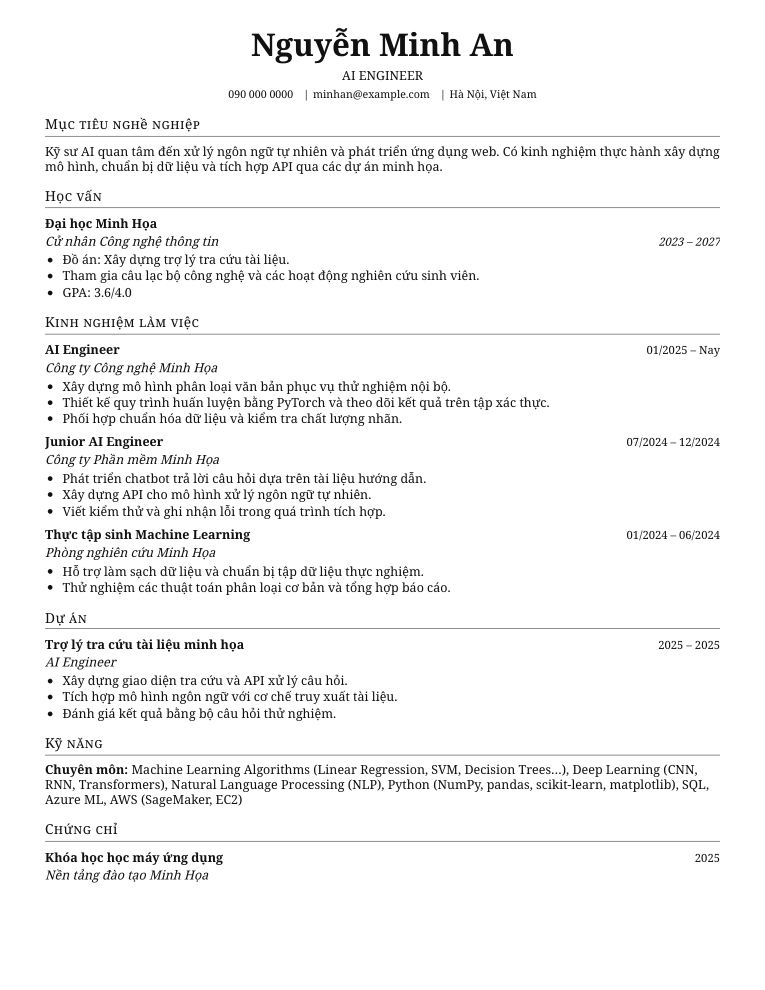 Nguyễn Minh An
AI ENGINEER
090 000 0000 | minhan@example.com | Hà Nội, Việt Nam
Mục tiêu nghề nghiệp
Kỹ sư AI quan tâm đến xử lý ngôn ngữ tự nhiên và phát triển ứng dụng web. Có kinh nghiệm thực hành xây dựng
mô hình, chuẩn bị dữ liệu và tích hợp API qua các dự án minh họa.
Học vấn
Đại học Minh Họa
Cử nhân Công nghệ thông tin 2023 – 2027
• Đồ án: Xây dựng trợ lý tra cứu tài liệu.
• Tham gia câu lạc bộ công nghệ và các hoạt động nghiên cứu sinh viên.
• GPA: 3.6/4.0
Kinh nghiệm làm việc
AI Engineer 01/2025 – Nay
Công ty Công nghệ Minh Họa
• Xây dựng mô hình phân loại văn bản phục vụ thử nghiệm nội bộ.
• Thiết kế quy trình huấn luyện bằng PyTorch và theo dõi kết quả trên tập xác thực.
• Phối hợp chuẩn hóa dữ liệu và kiểm tra chất lượng nhãn.
Junior AI Engineer 07/2024 – 12/2024
Công ty Phần mềm Minh Họa
• Phát triển chatbot trả lời câu hỏi dựa trên tài liệu hướng dẫn.
• Xây dựng API cho mô hình xử lý ngôn ngữ tự nhiên.
• Viết kiểm thử và ghi nhận lỗi trong quá trình tích hợp.
Thực tập sinh Machine Learning 01/2024 – 06/2024
Phòng nghiên cứu Minh Họa
• Hỗ trợ làm sạch dữ liệu và chuẩn bị tập dữ liệu thực nghiệm.
• Thử nghiệm các thuật toán phân loại cơ bản và tổng hợp báo cáo.
Dự án
Trợ lý tra cứu tài liệu minh họa 2025 – 2025
AI Engineer
• Xây dựng giao diện tra cứu và API xử lý câu hỏi.
• Tích hợp mô hình ngôn ngữ với cơ chế truy xuất tài liệu.
• Đánh giá kết quả bằng bộ câu hỏi thử nghiệm.
Kỹ năng
Chuyên môn: Machine Learning Algorithms (Linear Regression, SVM, Decision Trees...), Deep Learning (CNN,
RNN, Transformers), Natural Language Processing (NLP), Python (NumPy, pandas, scikit-learn, matplotlib), SQL,
Azure ML, AWS (SageMaker, EC2)
Chứng chỉ
Khóa học học máy ứng dụng 2025
Nền tảng đào tạo Minh Họa